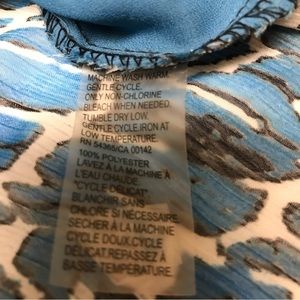 MACHINE WASH WARM,
GENTLE CYCLE.
ONLY NON-CHLORINE
BLEACH WHEN NEEDED.
TUMBLE DRY LOW.
GENTLE CYCLE.IRON AT
LOW TEMPERATURE.
RN 54365/CA 00142
100% POLYESTER
LAVEZ À LA MACHINE À
L'EAU CHAUDE
"CYCLE DÉLICAT"
BLANCHIR SANS
CHLORE SI NÉCESSAIRE.
SÉCHER À LA MACHINE
CYCLE DOUX.CYCLE
DÉLICAT REPASSEZ À
BASSE TEMPÉRATURE.